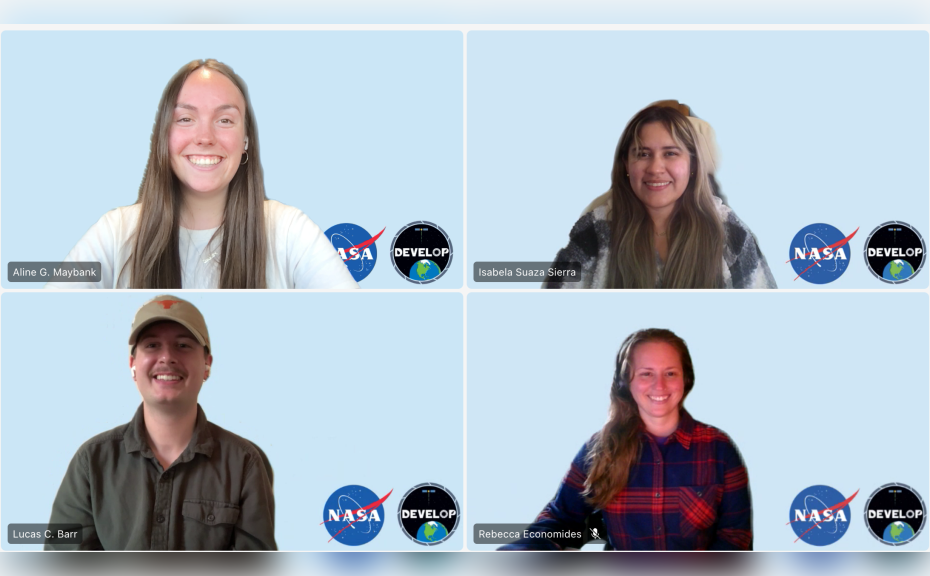 NASA
DEVELOP
Aline G. Maybank
NASA
DEVELOP
Isabela Suaza Sierra
NASA
DEVELOP
Lucas C. Barr
NASA
DEVELOP
Rebecca Economides